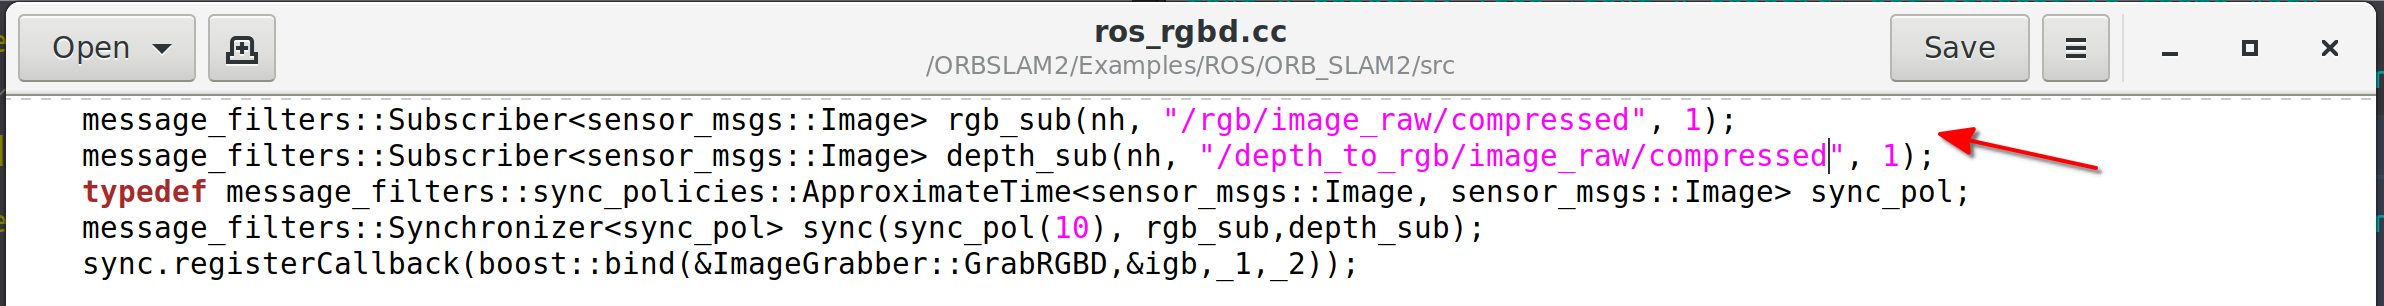 Open
ros_rgbd.cc
/ORBSLAM2/Examples/ROS/ORB_SLAM2/src
Save
message_filters::Subscriber<sensor_msgs::Image> rgb_sub(nh, "/rgb/image_raw/compressed", 1);
message_filters::Subscriber<sensor_msgs::Image> depth_sub(nh, "/depth_to_rgb/image_raw/compressed", 1);
typedef message_filters::sync_policies::ApproximateTime<sensor_msgs::Image, sensor_msgs::Image> sync_pol;
message_filters::Synchronizer<sync_pol> sync(sync_pol(10), rgb_sub,depth_sub);
sync.registerCallback(boost::bind(&ImageGrabber::GrabRGBD,&igb,_1,_2));